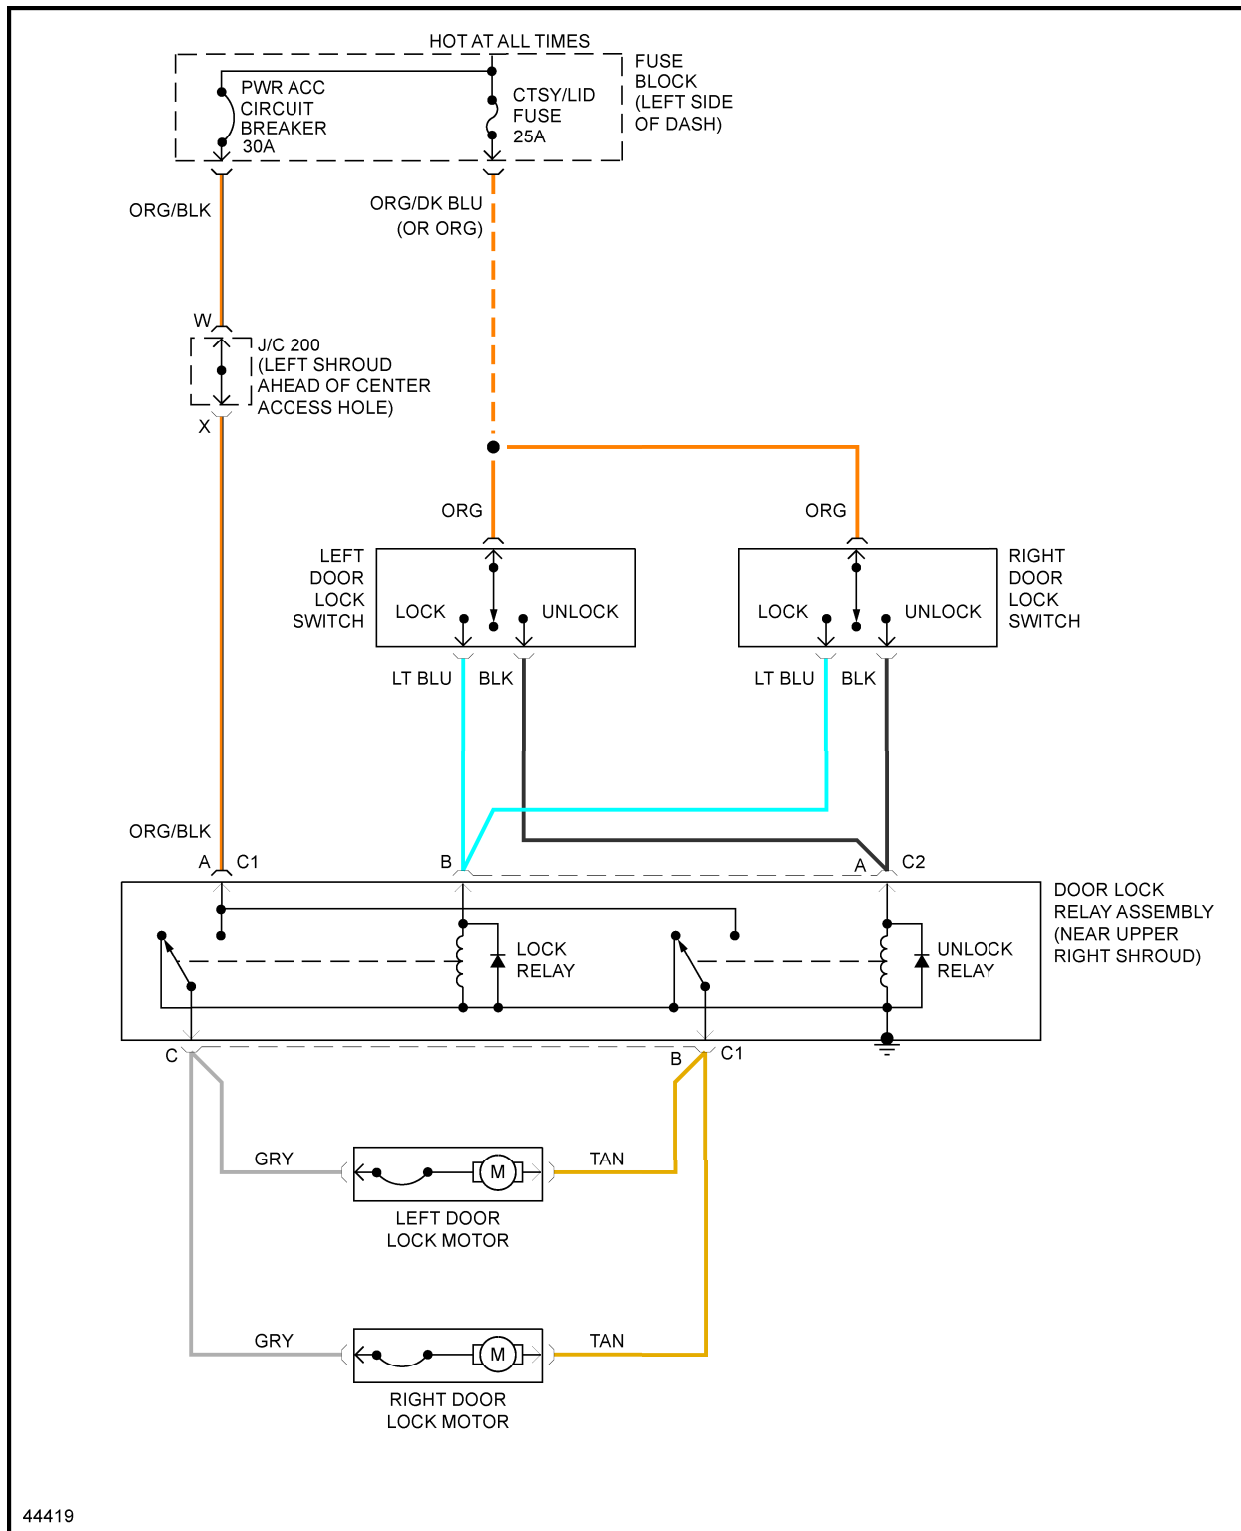 HOT AT ALL TIMES
FUSE
BLOCK
(LEFT SIDE
OF DASH)
PWR ACC
CIRCUIT
BREAKER
30A
CTSY/LID
FUSE
25A
ORG/BLK
ORG/DK BLU
(OR ORG)
W
J/C 200
(LEFT SHROUD
AHEAD OF CENTER
ACCESS HOLE)
X
ORG
ORG
LEFT
DOOR
LOCK
SWITCH
LOCK
UNLOCK
LOCK
UNLOCK
RIGHT
DOOR
LOCK
SWITCH
LT BLU
BLK
LT BLU
BLK
ORG/BLK
A
C1
B
A
C2
DOOR LOCK
RELAY ASSEMBLY
(NEAR UPPER
RIGHT SHROUD)
LOCK
RELAY
UNLOCK
RELAY
C
B
C1
GRY
M
TAN
LEFT DOOR
LOCK MOTOR
GRY
M
TAN
RIGHT DOOR
LOCK MOTOR
44419